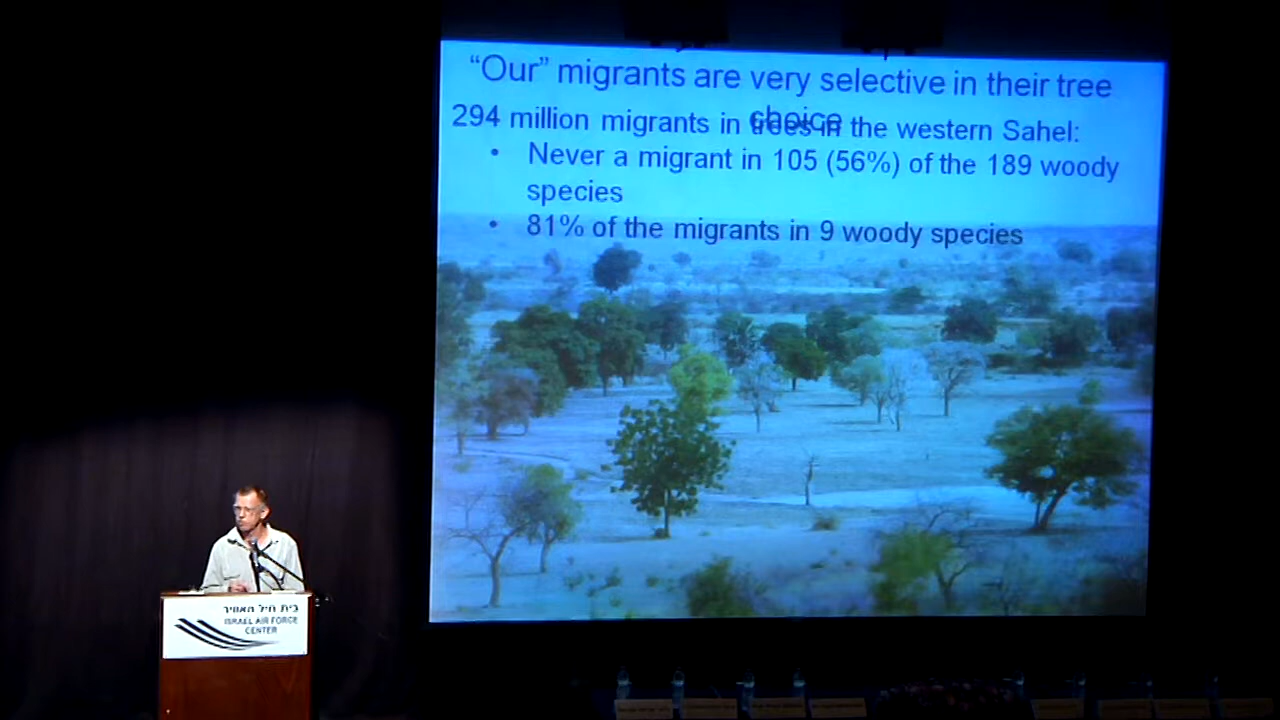 “Our” migrants are very selective in their tree
choice
294 million migrants in trees in the western Sahel:
• Never a migrant in 105 (56%) of the 189 woody
species
• 81% of the migrants in 9 woody species
בית חיל האוויר
ISRAEL AIR FORCE
CENTER